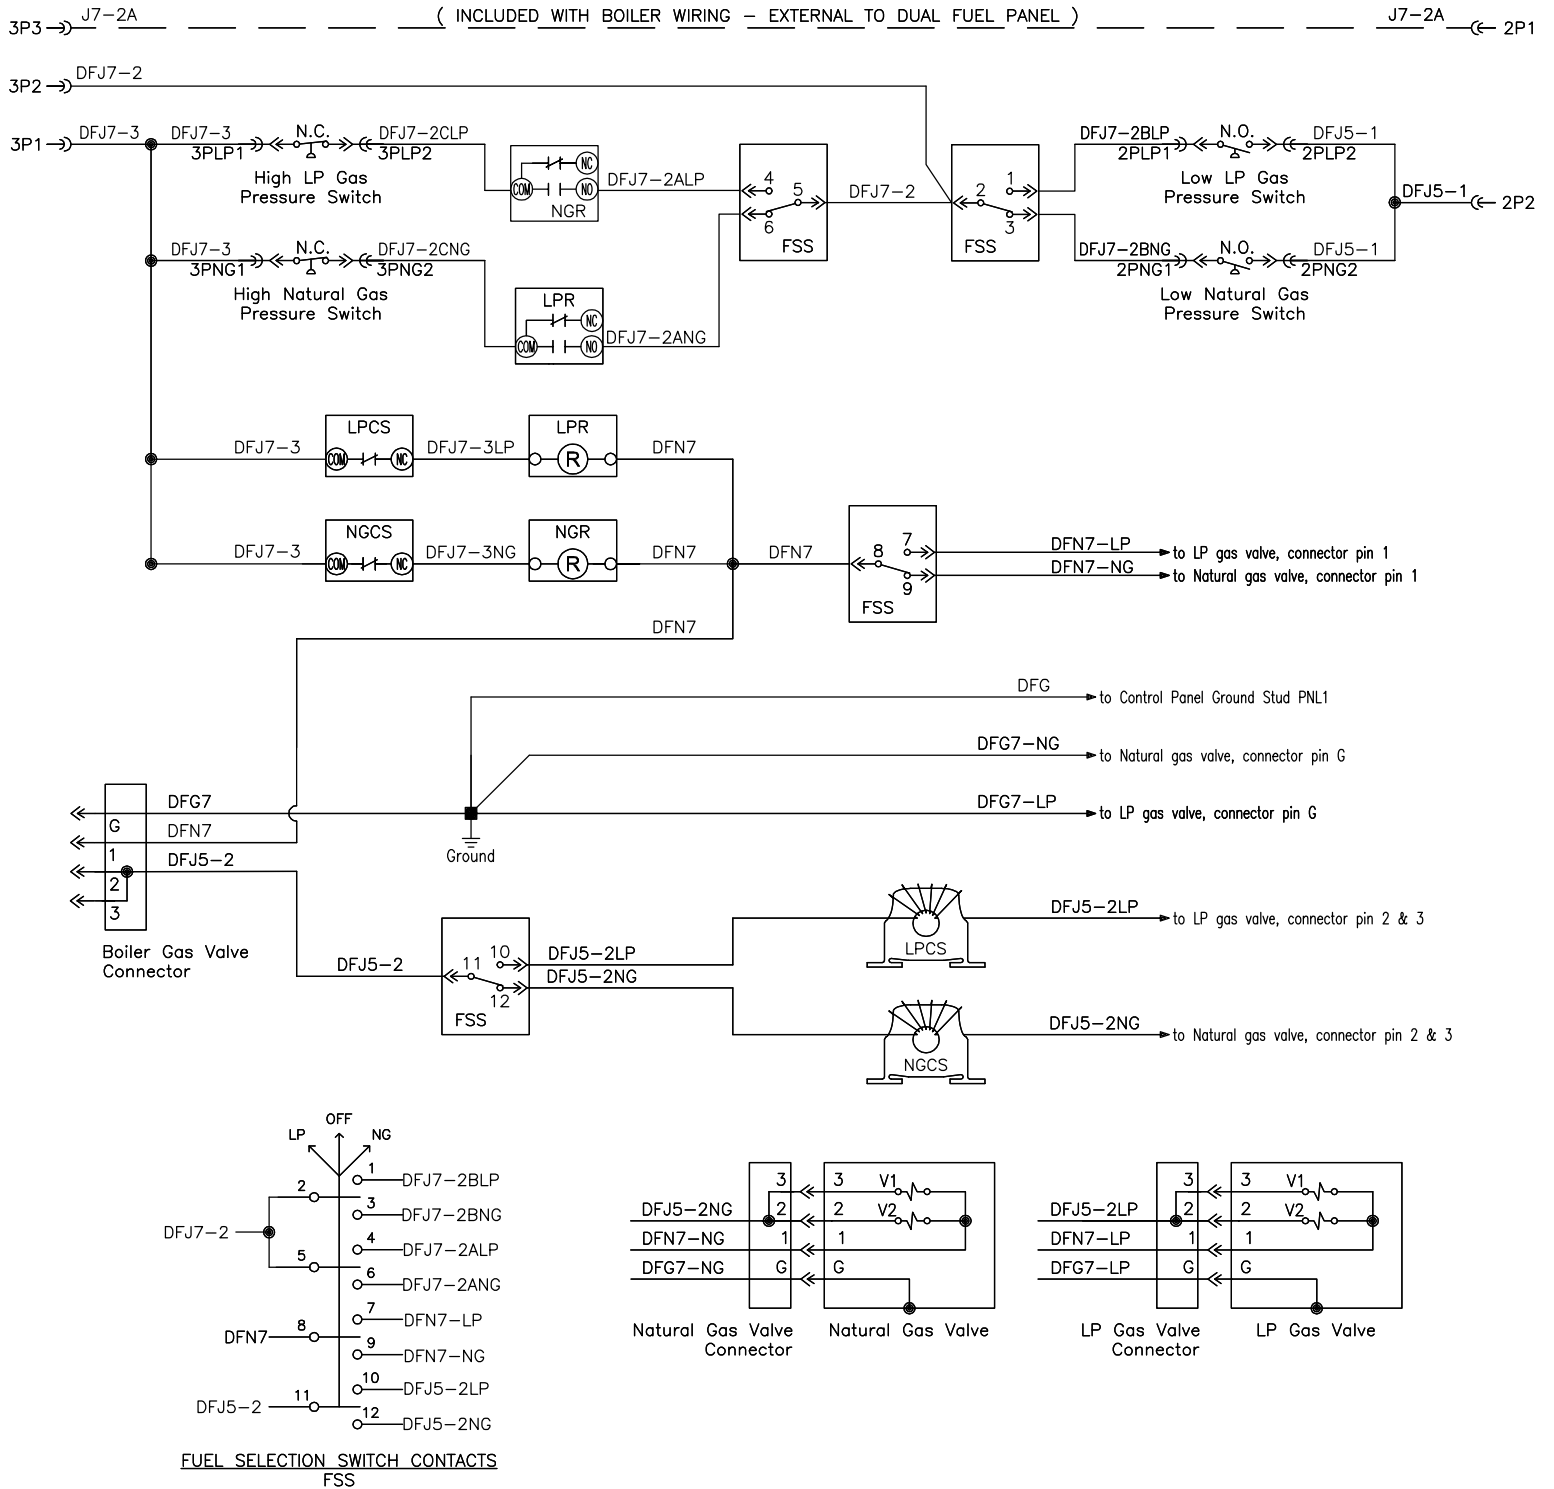 J7-2A
( INCLUDED WITH BOILER WIRING - EXTERNAL TO DUAL FUEL PANEL )
J7-2A
3P3
2P1
DFJ7-2
3P2
3P1
DFJ7-3
DFJ7-3
N.C.
DFJ7-2CLP
3PLP1
3PLP2
High LP Gas
Pressure Switch
NC
COM
NO
NGR
DFJ7-2ALP
4
5
6
FSS
DFJ7-2
1
2
3
FSS
DFJ7-2BLP
N.O.
DFJ5-1
2PLP1
2PLP2
Low LP Gas
Pressure Switch
DFJ5-1
2P2
DFJ7-3
N.C.
DFJ7-2CNG
3PNG1
3PNG2
High Natural Gas
Pressure Switch
LPR
NC
COM
NO
DFJ7-2ANG
DFJ7-2BNG
N.O.
DFJ5-1
2PNG1
2PNG2
Low Natural Gas
Pressure Switch
DFJ7-3
LPCS
COM
NC
DFJ7-3LP
LPR
R
DFN7
DFJ7-3
NGCS
COM
NC
DFJ7-3NG
NGR
R
DFN7
DFN7
7
8
9
FSS
DFN7-LP
to LP gas valve, connector pin 1
DFN7-NG
to Natural gas valve, connector pin 1
DFN7
DFG
to Control Panel Ground Stud PNL1
DFG7-NG
to Natural gas valve, connector pin G
DFG7
DFG7-LP
to LP gas valve, connector pin G
G
DFN7
1
DFJ5-2
2
3
Ground
Boiler Gas Valve
Connector
DFJ5-2
10
11
12
FSS
DFJ5-2LP
DFJ5-2NG
LPCS
DFJ5-2LP
to LP gas valve, connector pin 2 & 3
NGCS
DFJ5-2NG
to Natural gas valve, connector pin 2 & 3
OFF
LP
NG
1
DFJ7-2BLP
2
3
DFJ7-2BNG
DFJ7-2
4
DFJ7-2ALP
5
6
DFJ7-2ANG
7
DFN7-LP
DFN7
8
9
DFN7-NG
10
DFJ5-2LP
DFJ5-2
11
12
DFJ5-2NG
FUEL SELECTION SWITCH CONTACTS
FSS
3
3
V1
DFJ5-2NG
2
2
V2
DFN7-NG
1
1
DFG7-NG
G
G
Natural Gas Valve
Connector
Natural Gas Valve
3
3
V1
DFJ5-2LP
2
2
V2
DFN7-LP
1
1
DFG7-LP
G
G
LP Gas Valve
Connector
LP Gas Valve